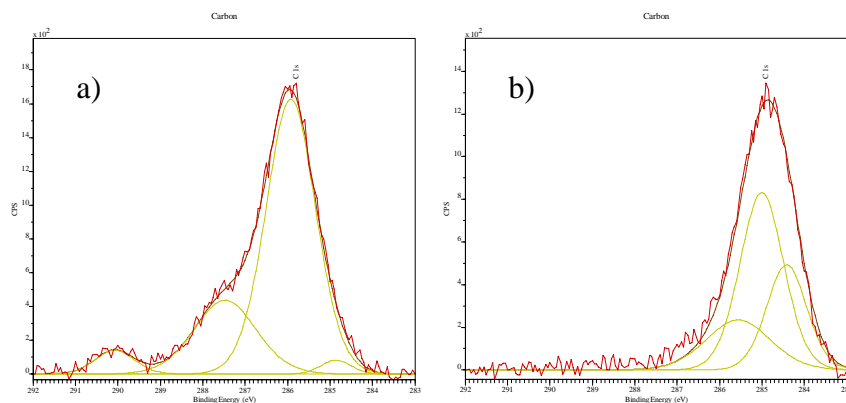 Carbon
x 10²
C 1s
a)
18
16
14
12
10
8
6
4
2
0
CPS
292 291 290 289 288 287 286 285 284 283
Binding Energy (eV)
Carbon
x 10²
C 1s
b)
14
12
10
8
6
4
2
0
CPS
292 291 290 289 288 287 286 285 284
Binding Energy (eV)